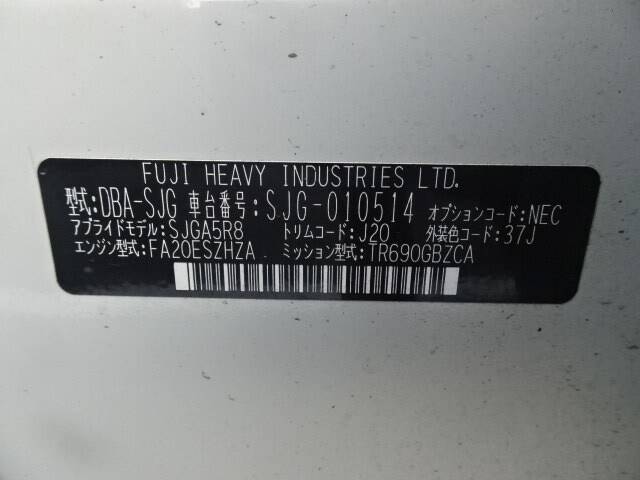 FUJI HEAVY INDUSTRIES LTD.
型式:DBA-SJG 車台番号:SJG-010514 オプションコード:NEC
アプライドモデル:SJGA5R8 トリムコード:J20 外装色コード:37J
エンジン型式:FA20ESZHZA ミッション型式:TR690GBZCA